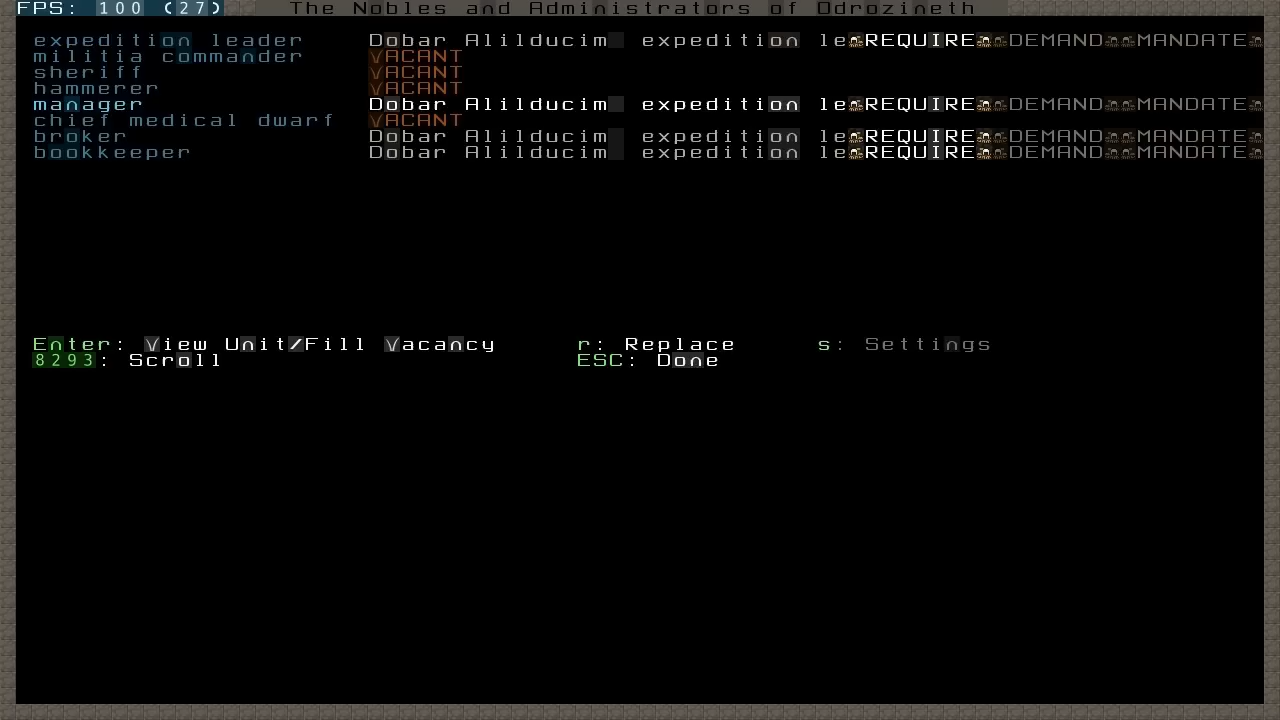 FPS: 100 (27) The Nobles and Administrators of Odrozineth
expedition leader Dobar Alilducim expedition le REQUIRE DEMAND MANDATE
militia commander VACANT
sheriff VACANT
hammerer VACANT
manager Dobar Alilducim expedition le REQUIRE DEMAND MANDATE
chief medical dwarf VACANT
broker Dobar Alilducim expedition le REQUIRE DEMAND MANDATE
bookkeeper Dobar Alilducim expedition le REQUIRE DEMAND MANDATE
Enter: View Unit/Fill Vacancy r: Replace s: Settings
8293: Scroll ESC: Done